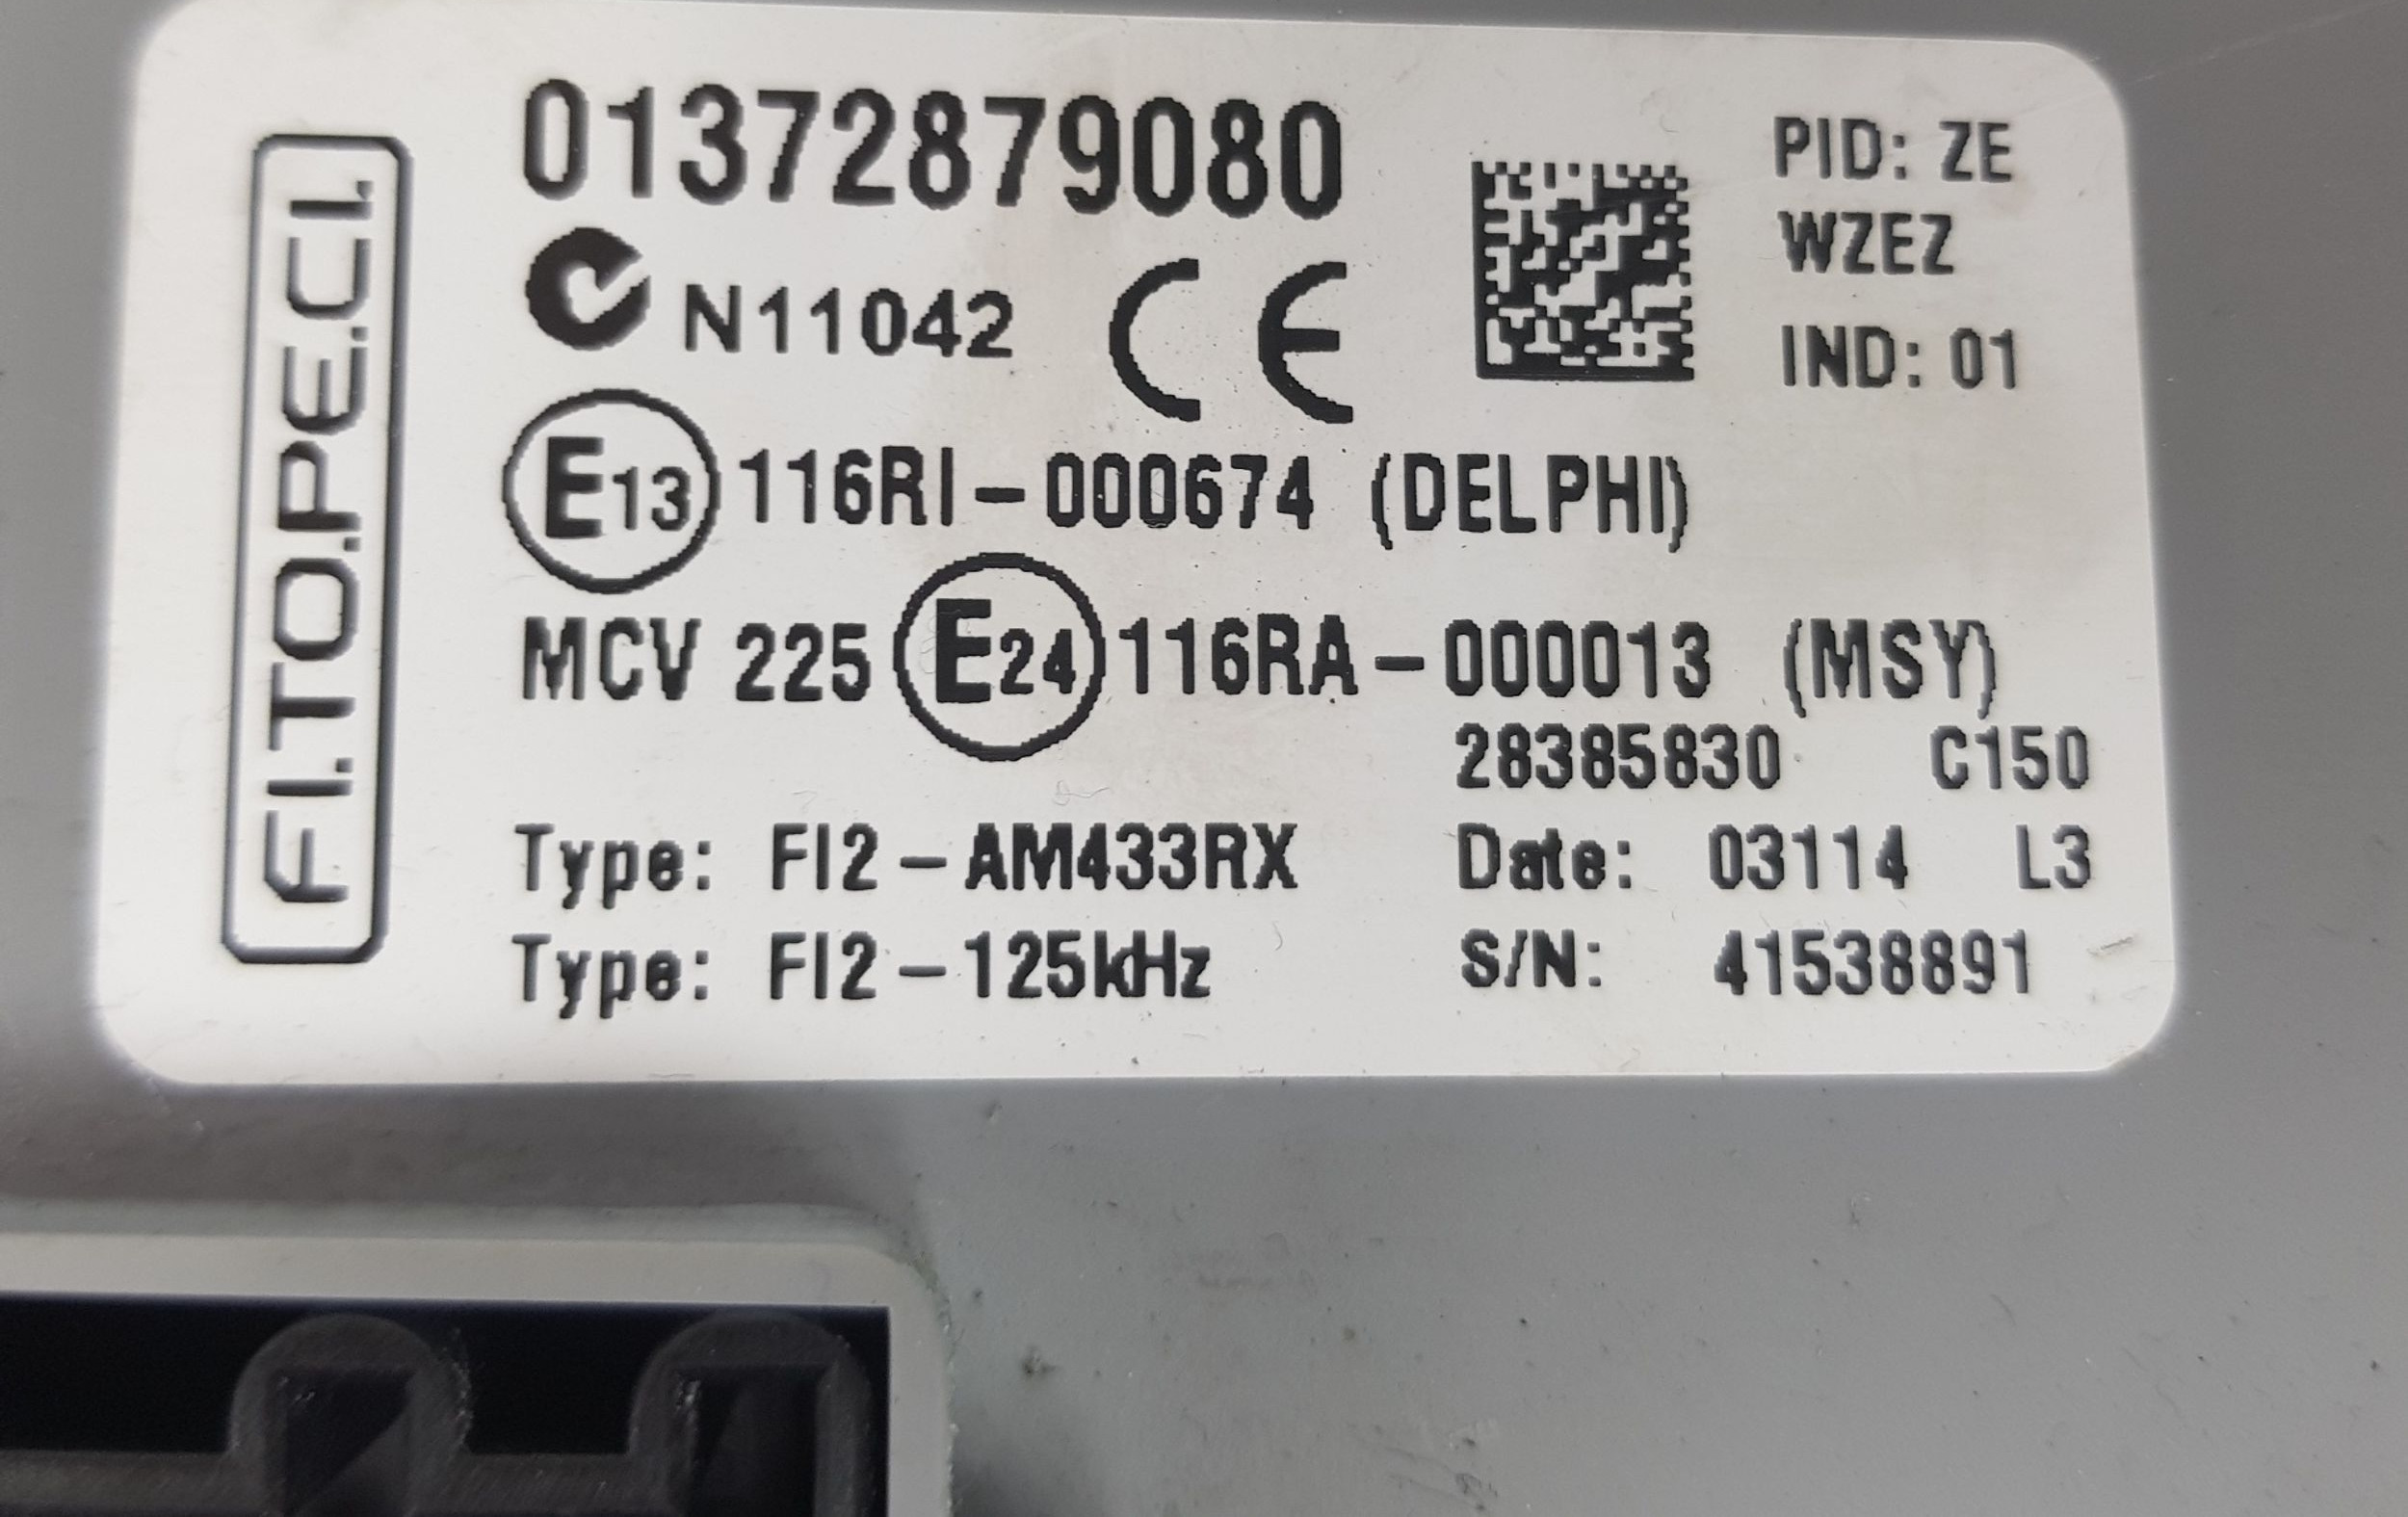 FI.TO.PE.CI.
01372879080
PID: ZE
WZEZ
N11042 CE
IND: 01
E13 116RI-000674 (DELPHI)
MCV 225 E24 116RA-000013 (MSY)
28385830 C150
Type: FI2-AM433RX Date: 03114 L3
Type: FI2-125kHz S/N: 41538891